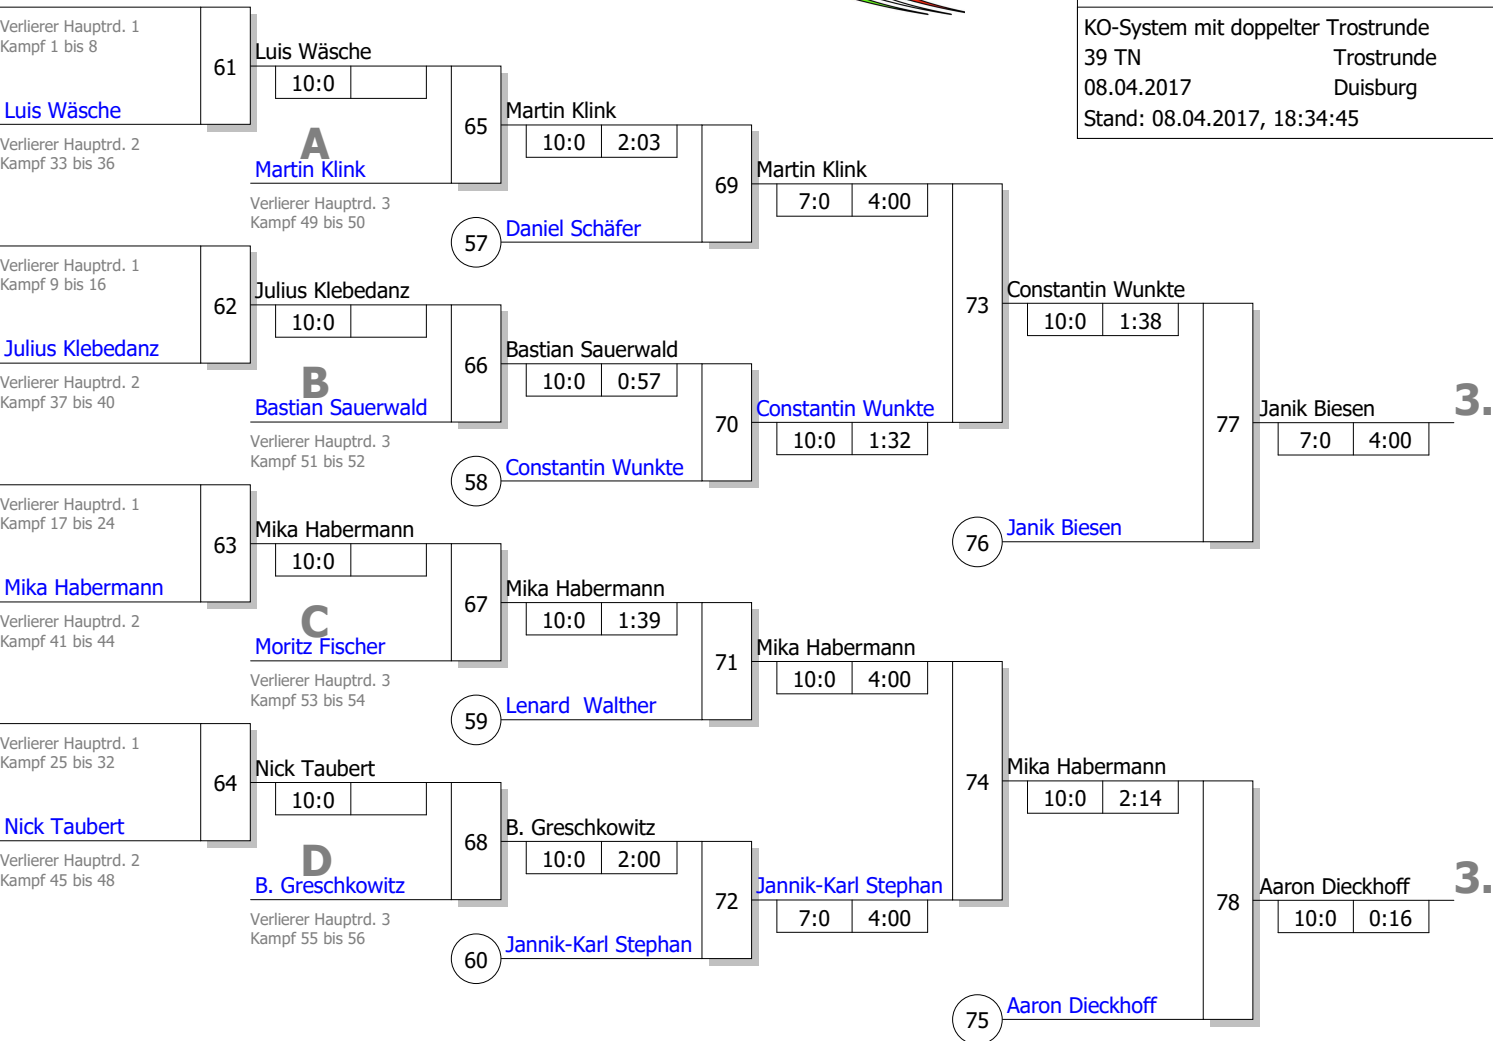 KO-System mit doppelter Trostrunde
39 TN Trostrunde
08.04.2017 Duisburg
Stand: 08.04.2017, 18:34:45
Verlierer Hauptrd. 1
Kampf 1 bis 8
61
Luis Wäsche
10:0
Luis Wäsche
Verlierer Hauptrd. 2
Kampf 33 bis 36
A
Martin Klink
Verlierer Hauptrd. 3
Kampf 49 bis 50
65
Martin Klink
10:0 2:03
57
Daniel Schäfer
69
Martin Klink
7:0 4:00
Verlierer Hauptrd. 1
Kampf 9 bis 16
62
Julius Klebedanz
10:0
Julius Klebedanz
Verlierer Hauptrd. 2
Kampf 37 bis 40
B
Bastian Sauerwald
Verlierer Hauptrd. 3
Kampf 51 bis 52
66
Bastian Sauerwald
10:0 0:57
58
Constantin Wunkte
70
Constantin Wunkte
10:0 1:32
73
Constantin Wunkte
10:0 1:38
76
Janik Biesen
77
Janik Biesen
7:0 4:00
3.
Verlierer Hauptrd. 1
Kampf 17 bis 24
63
Mika Habermann
10:0
Mika Habermann
Verlierer Hauptrd. 2
Kampf 41 bis 44
C
Moritz Fischer
Verlierer Hauptrd. 3
Kampf 53 bis 54
67
Mika Habermann
10:0 1:39
59
Lenard Walther
71
Mika Habermann
10:0 4:00
Verlierer Hauptrd. 1
Kampf 25 bis 32
64
Nick Taubert
10:0
Nick Taubert
Verlierer Hauptrd. 2
Kampf 45 bis 48
D
B. Greschkowitz
Verlierer Hauptrd. 3
Kampf 55 bis 56
68
B. Greschkowitz
10:0 2:00
60
Jannik-Karl Stephan
72
Jannik-Karl Stephan
7:0 4:00
74
Mika Habermann
10:0 2:14
75
Aaron Dieckhoff
78
Aaron Dieckhoff
10:0 0:16
3.